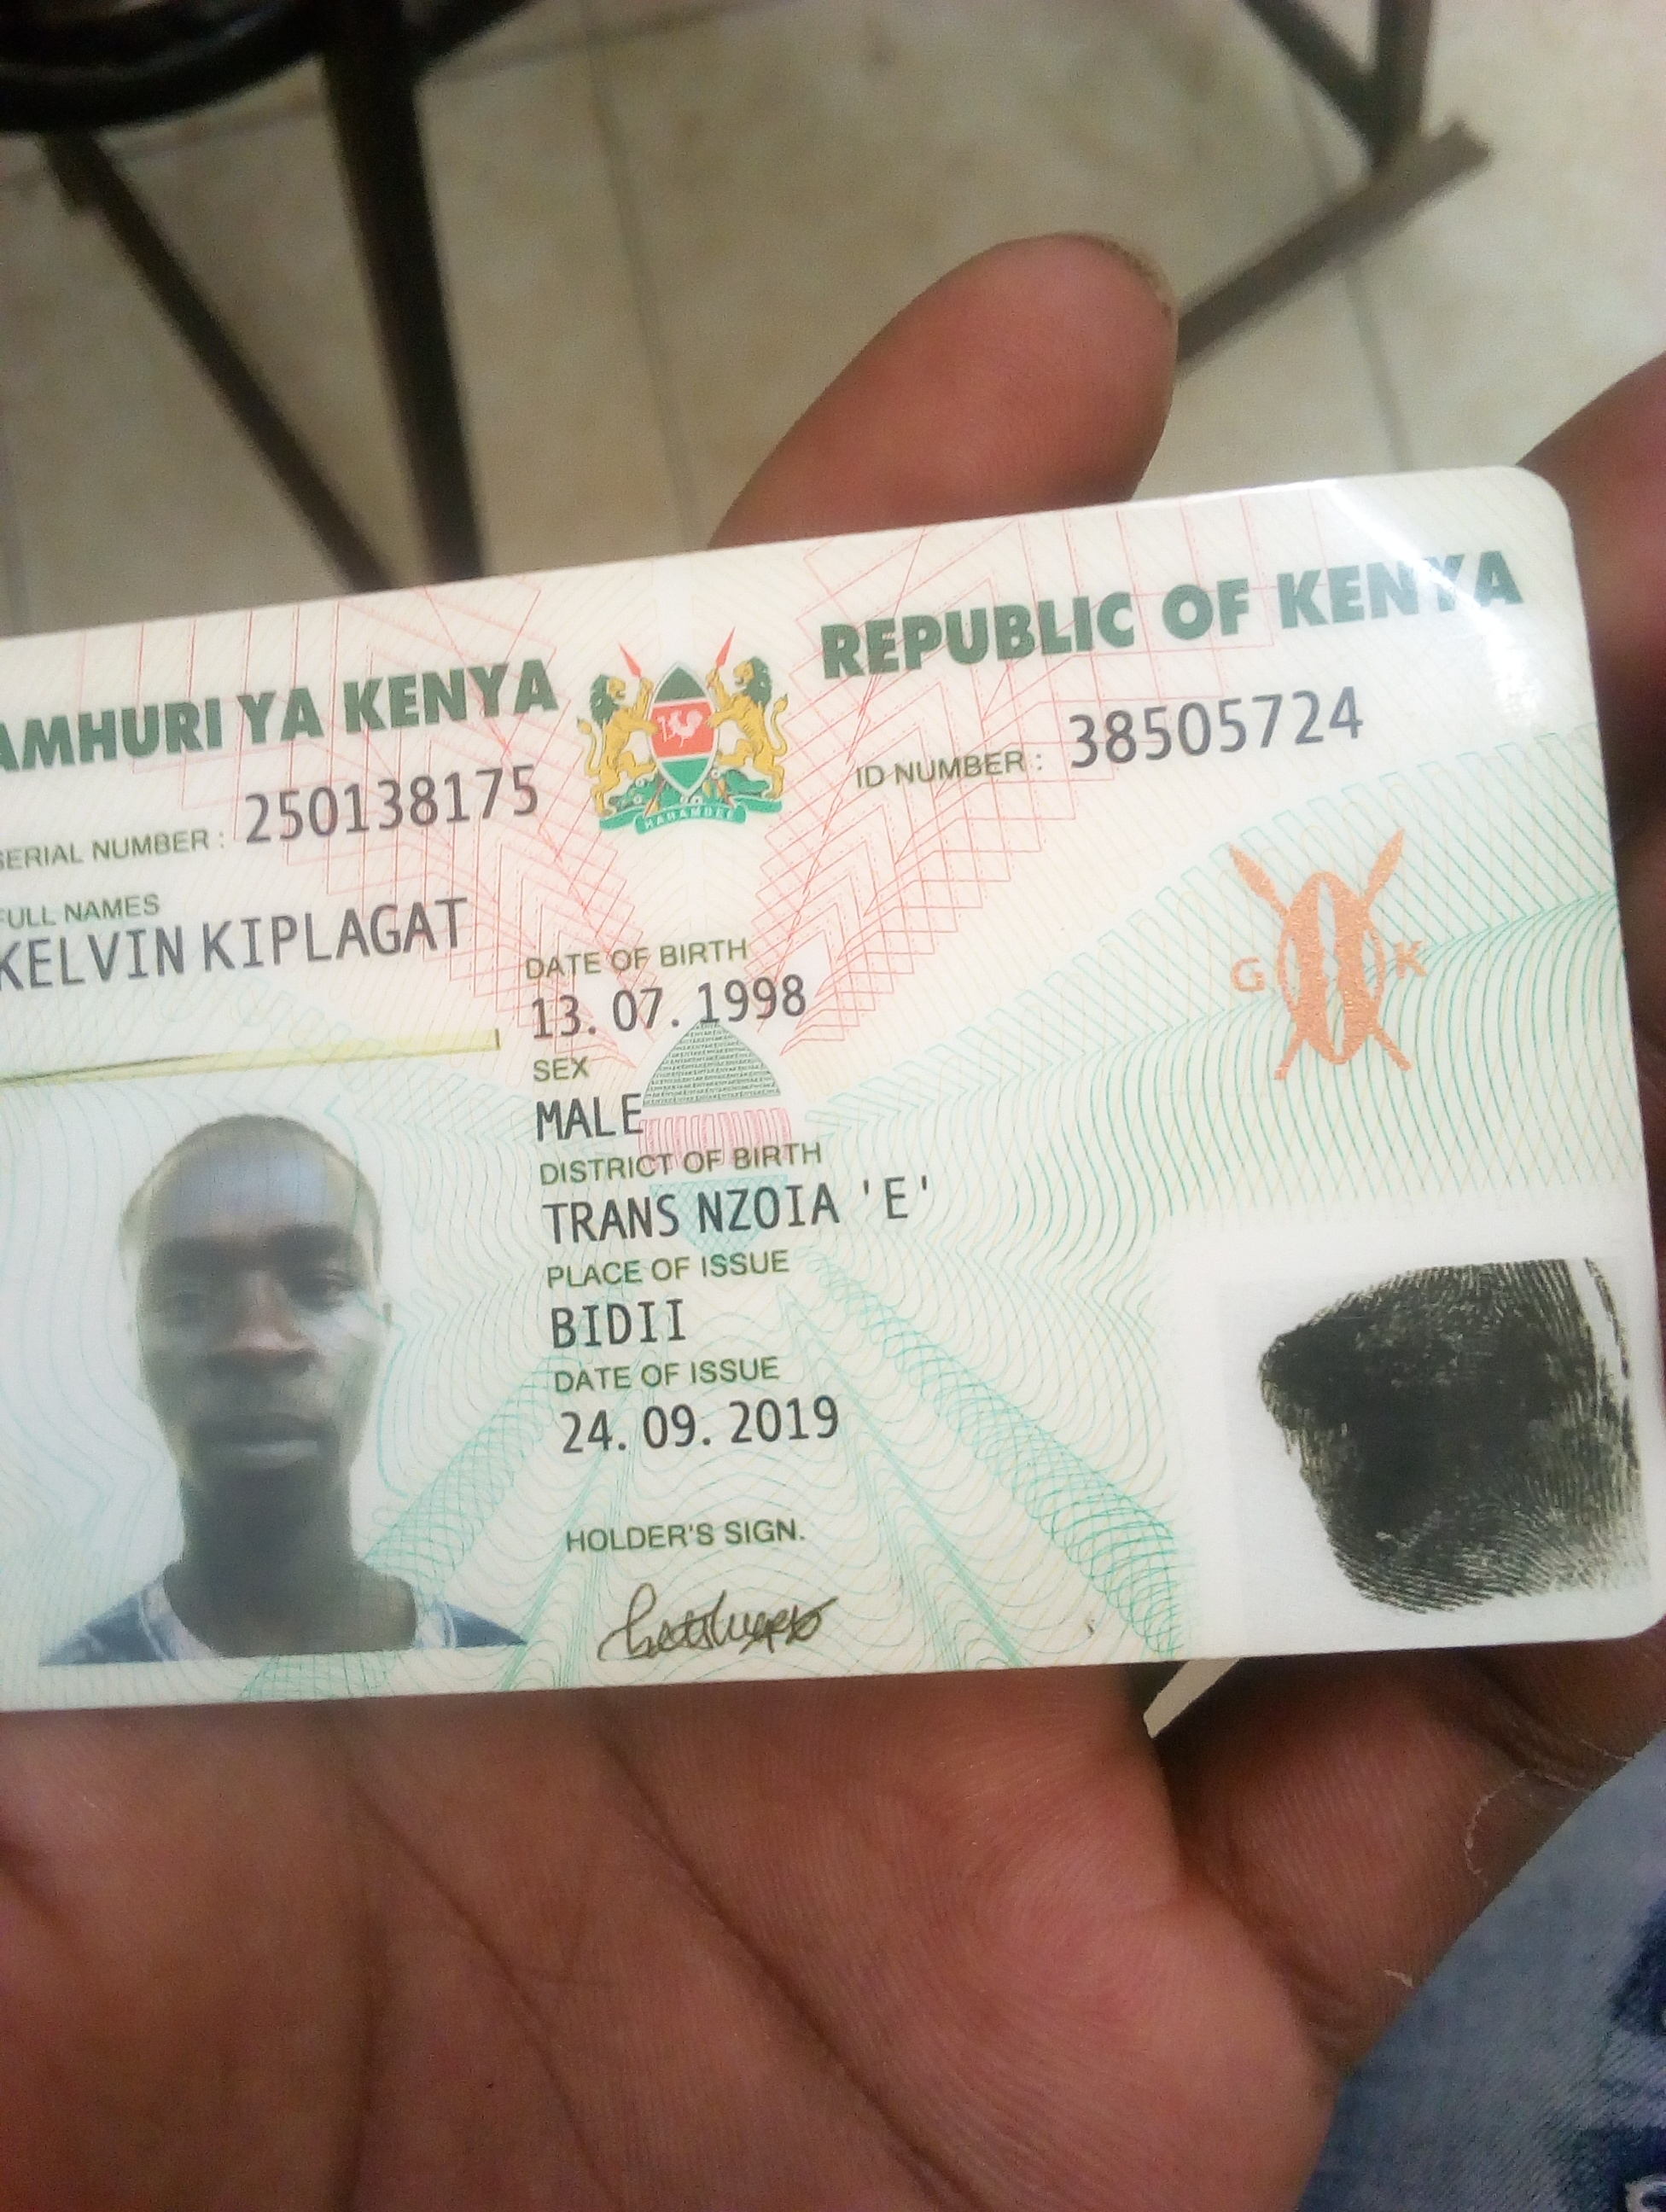 AMHURI YA KENYA
REPUBLIC OF KENYA
SERIAL NUMBER : 250138175
ID NUMBER : 38505724
FULL NAMES
KELVIN KIPLAGAT
DATE OF BIRTH
13.07.1998
SEX
MALE
DISTRICT OF BIRTH
TRANS NZOIA 'E'
PLACE OF ISSUE
BIDII
DATE OF ISSUE
24.09.2019
HOLDER'S SIGN.
HARAMBEE
G K